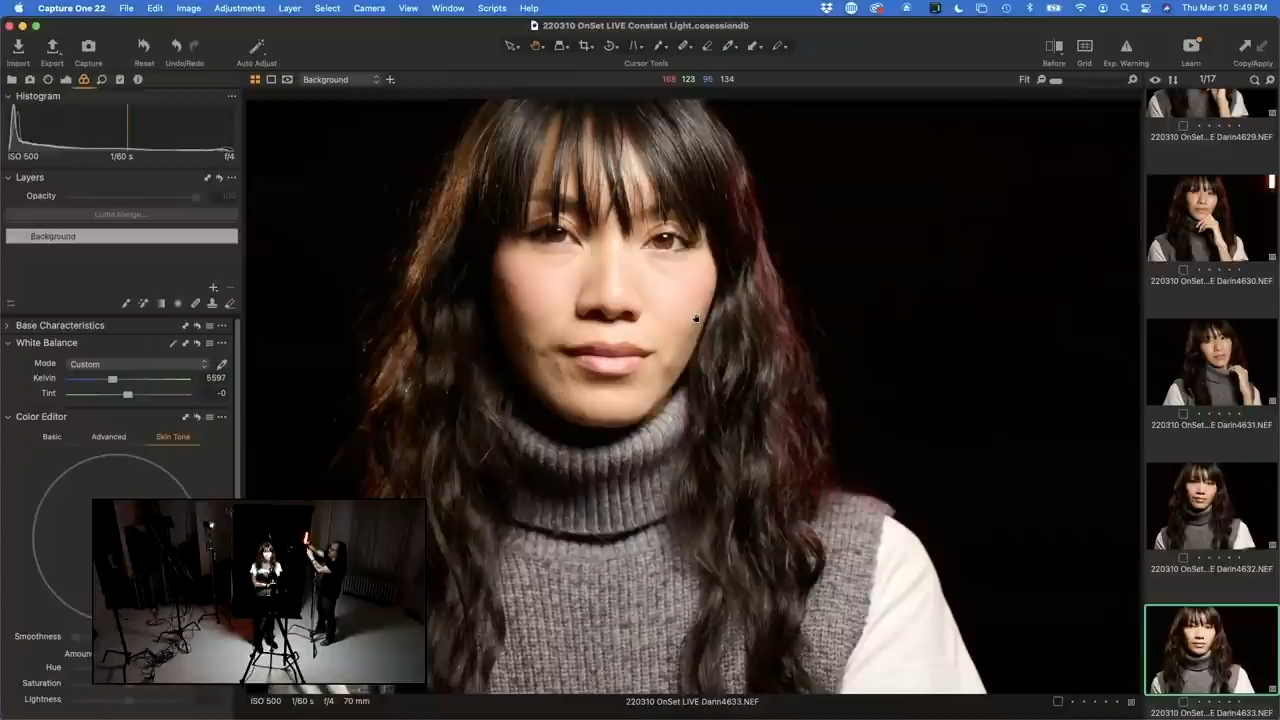 Capture One 22 File Edit Image Adjustments Layer Select Camera View Window Scripts Help Thu Mar 10 5:49 PM
220310 OnSet LIVE Constant Light.cosessiondb
Import Export Capture Reset Undo/Redo Auto Adjust Cursor Tools Before Grid Exp. Warning Learn Copy/Apply
Background 168 123 95 134 Fit 1/17
Histogram
ISO 500 1/60 s f/4
Layers
Opacity 100
Luma Range...
Background
Base Characteristics
White Balance
Mode Custom
Kelvin 5597
Tint -0
Color Editor
Basic Advanced Skin Tone
Smoothness
Amoun
Hue
Saturation
Lightness
ISO 500 1/60 s f/4 70 mm 220310 OnSet LIVE Darin4633.NEF
220310 OnSet...E Darin4629.NEF
220310 OnSet...E Darin4630.NEF
220310 OnSet...E Darin4631.NEF
220310 OnSet...E Darin4632.NEF
220310 OnSet...E Darin4633.NEF